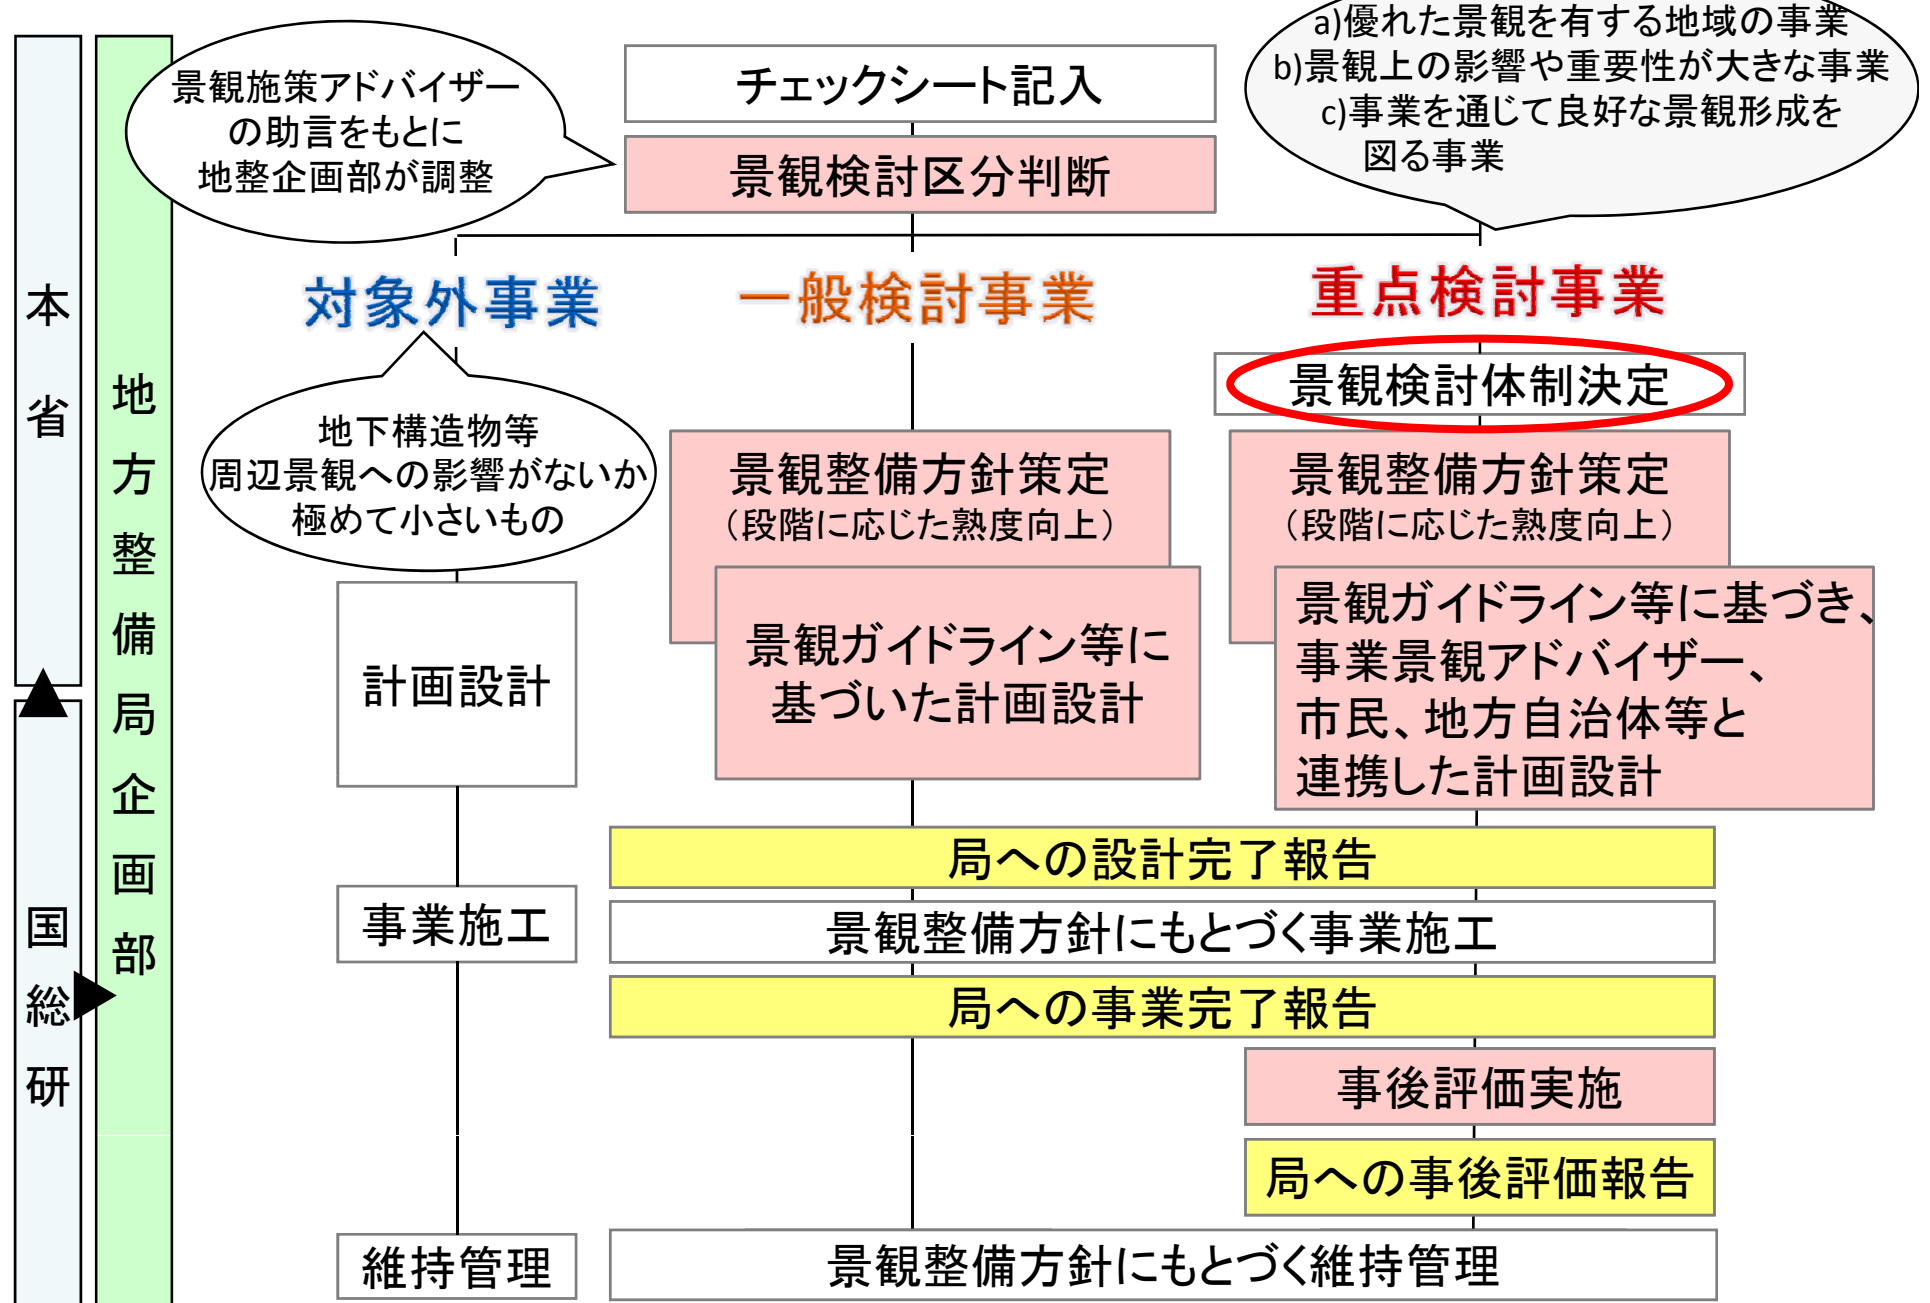 本省
国総研
地方整備局企画部
景観施策アドバイザー
の助言をもとに
地整企画部が調整
チェックシート記入
景観検討区分判断
a)優れた景観を有する地域の事業
b)景観上の影響や重要性が大きな事業
c)事業を通じて良好な景観形成を
図る事業
対象外事業
一般検討事業
重点検討事業
地下構造物等
周辺景観への影響がないか
極めて小さいもの
景観検討体制決定
景観整備方針策定
（段階に応じた熟度向上）
景観整備方針策定
（段階に応じた熟度向上）
計画設計
景観ガイドライン等に
基づいた計画設計
景観ガイドライン等に基づき、
事業景観アドバイザー、
市民、地方自治体等と
連携した計画設計
局への設計完了報告
事業施工
景観整備方針にもとづく事業施工
局への事業完了報告
事後評価実施
局への事後評価報告
維持管理
景観整備方針にもとづく維持管理